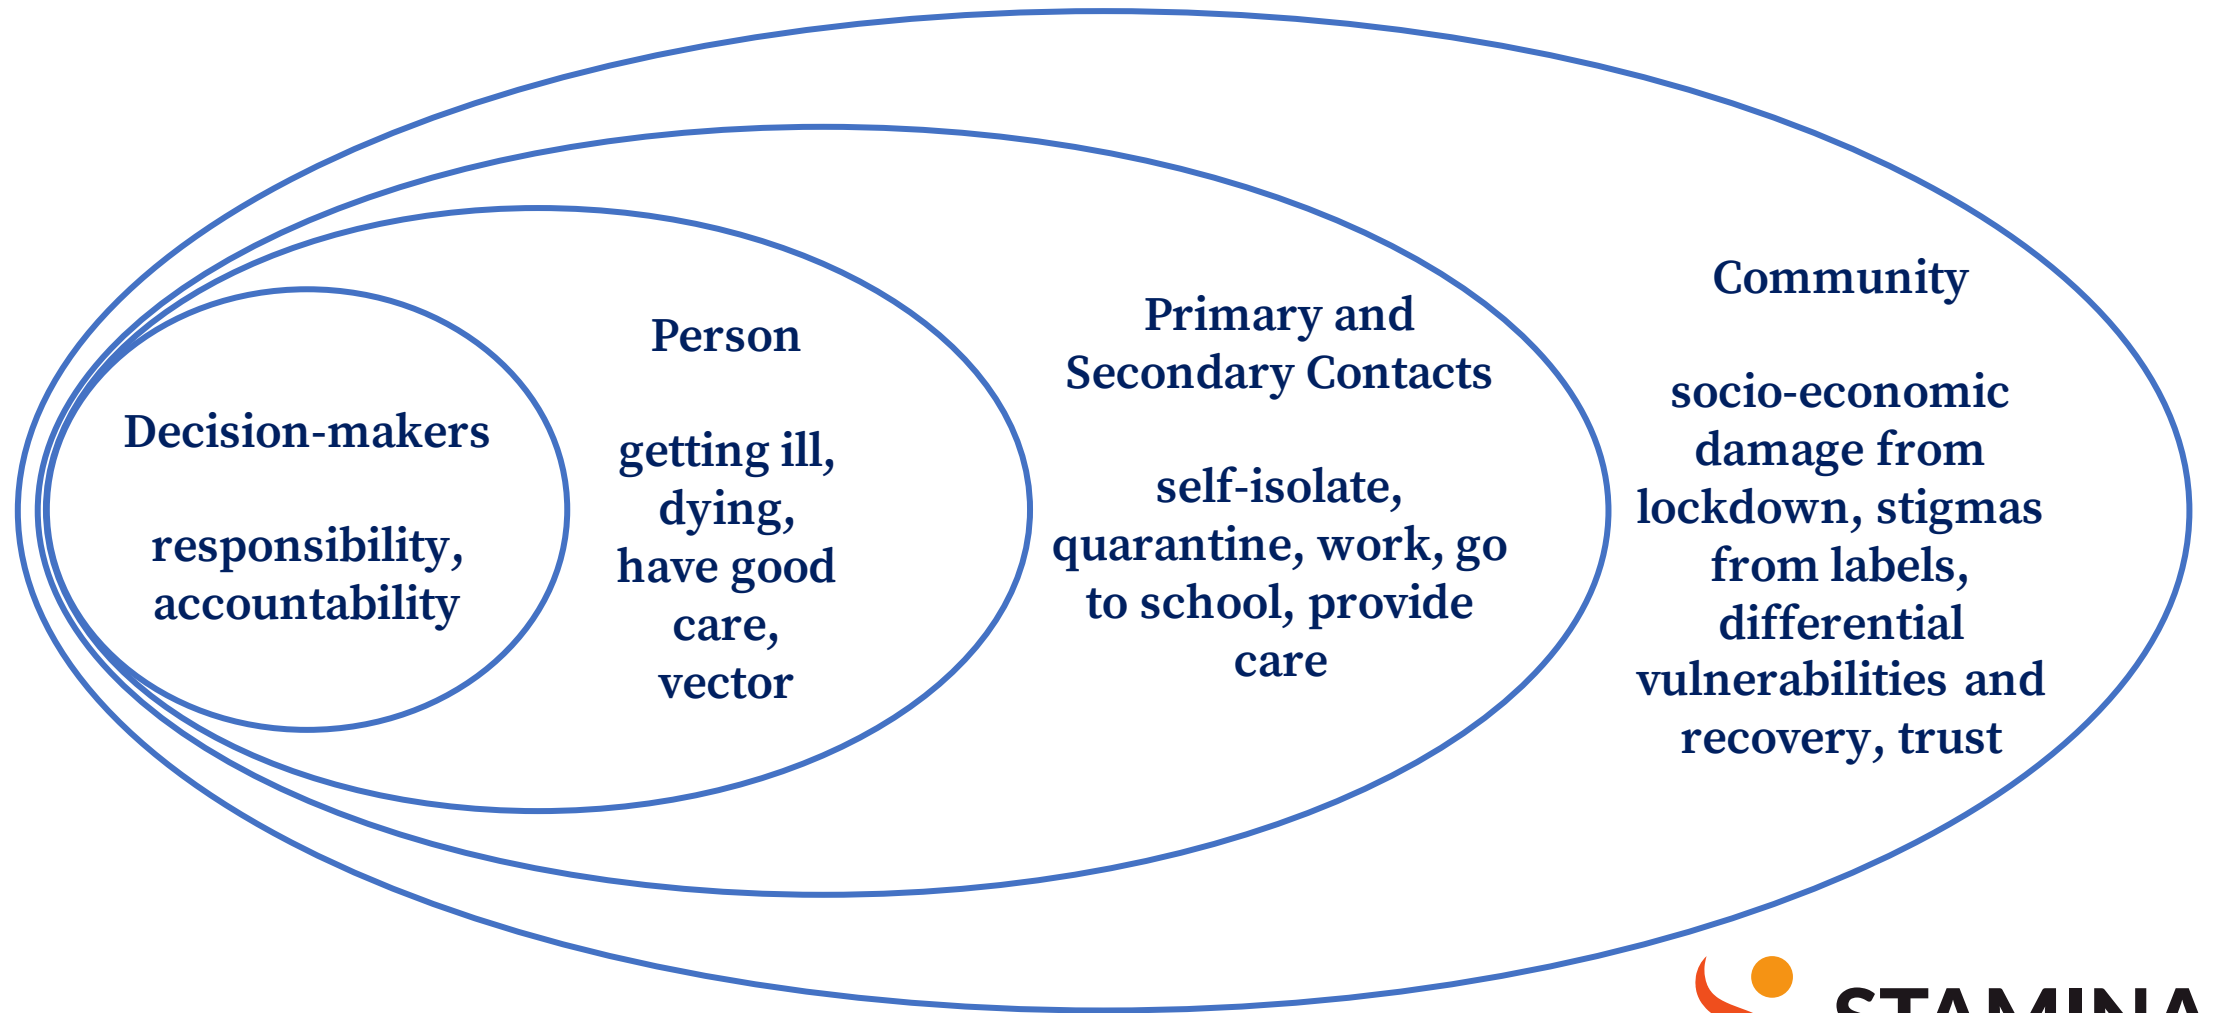 Decision-makers
responsibility,
accountability
Person
getting ill,
dying,
have good
care,
vector
Primary and
Secondary Contacts
self-isolate,
quarantine, work, go
to school, provide
care
Community
socio-economic
damage from
lockdown, stigmas
from labels,
differential
vulnerabilities and
recovery, trust
STAMINA